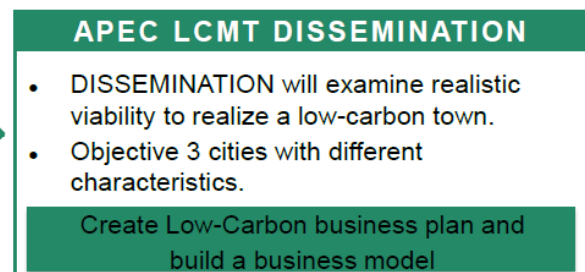 APEC LCMT DISSEMINATION
• DISSEMINATION will examine realistic
viability to realize a low-carbon town.
• Objective 3 cities with different
characteristics.
Create Low-Carbon business plan and
build a business model